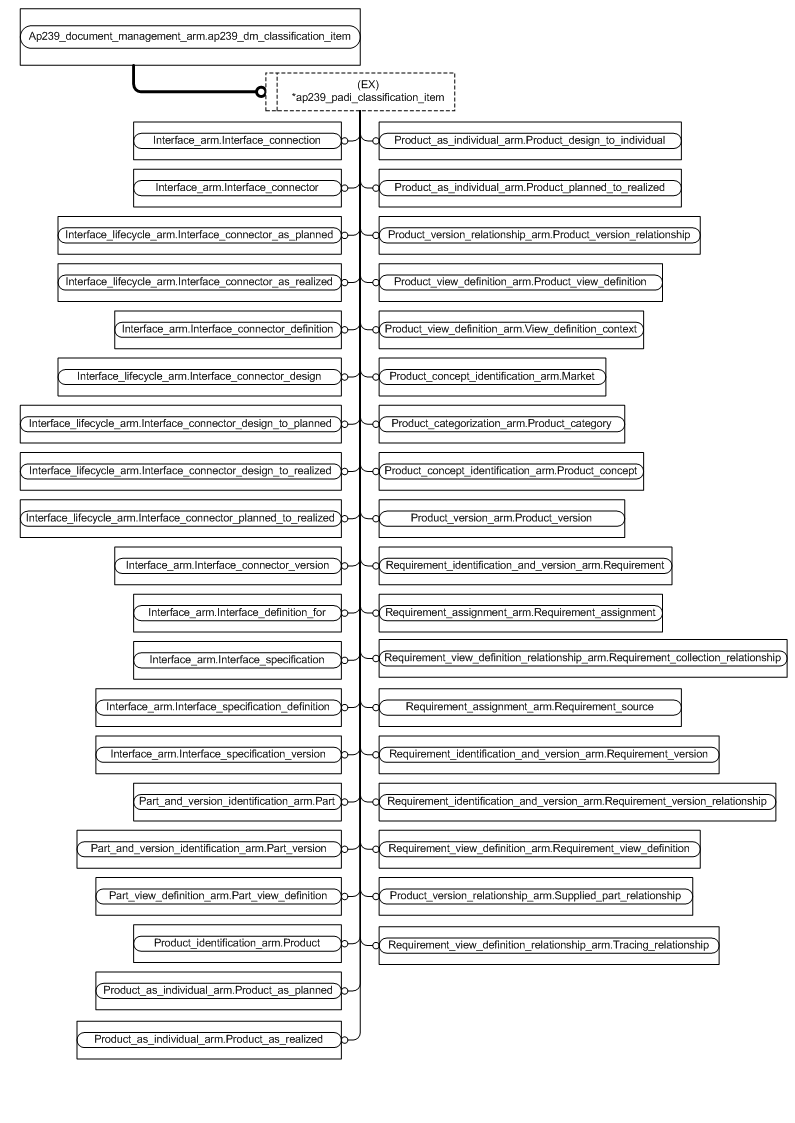 Ap239_document_management_arm.ap239_dm_classification_item
(EX)
*ap239_padi_classification_item
Interface_arm.Interface_connection
Product_as_individual_arm.Product_design_to_individual
Interface_arm.Interface_connector
Product_as_individual_arm.Product_planned_to_realized
Interface_lifecycle_arm.Interface_connector_as_planned
Product_version_relationship_arm.Product_version_relationship
Interface_lifecycle_arm.Interface_connector_as_realized
Product_view_definition_arm.Product_view_definition
Interface_arm.Interface_connector_definition
Product_view_definition_arm.View_definition_context
Interface_lifecycle_arm.Interface_connector_design
Product_concept_identification_arm.Market
Interface_lifecycle_arm.Interface_connector_design_to_planned
Product_categorization_arm.Product_category
Interface_lifecycle_arm.Interface_connector_design_to_realized
Product_concept_identification_arm.Product_concept
Interface_lifecycle_arm.Interface_connector_planned_to_realized
Product_version_arm.Product_version
Interface_arm.Interface_connector_version
Requirement_identification_and_version_arm.Requirement
Interface_arm.Interface_definition_for
Requirement_assignment_arm.Requirement_assignment
Interface_arm.Interface_specification
Requirement_view_definition_relationship_arm.Requirement_collection_relationship
Interface_arm.Interface_specification_definition
Requirement_assignment_arm.Requirement_source
Interface_arm.Interface_specification_version
Requirement_identification_and_version_arm.Requirement_version
Part_and_version_identification_arm.Part
Requirement_identification_and_version_arm.Requirement_version_relationship
Part_and_version_identification_arm.Part_version
Requirement_view_definition_arm.Requirement_view_definition
Part_view_definition_arm.Part_view_definition
Product_version_relationship_arm.Supplied_part_relationship
Product_identification_arm.Product
Requirement_view_definition_relationship_arm.Tracing_relationship
Product_as_individual_arm.Product_as_planned
Product_as_individual_arm.Product_as_realized